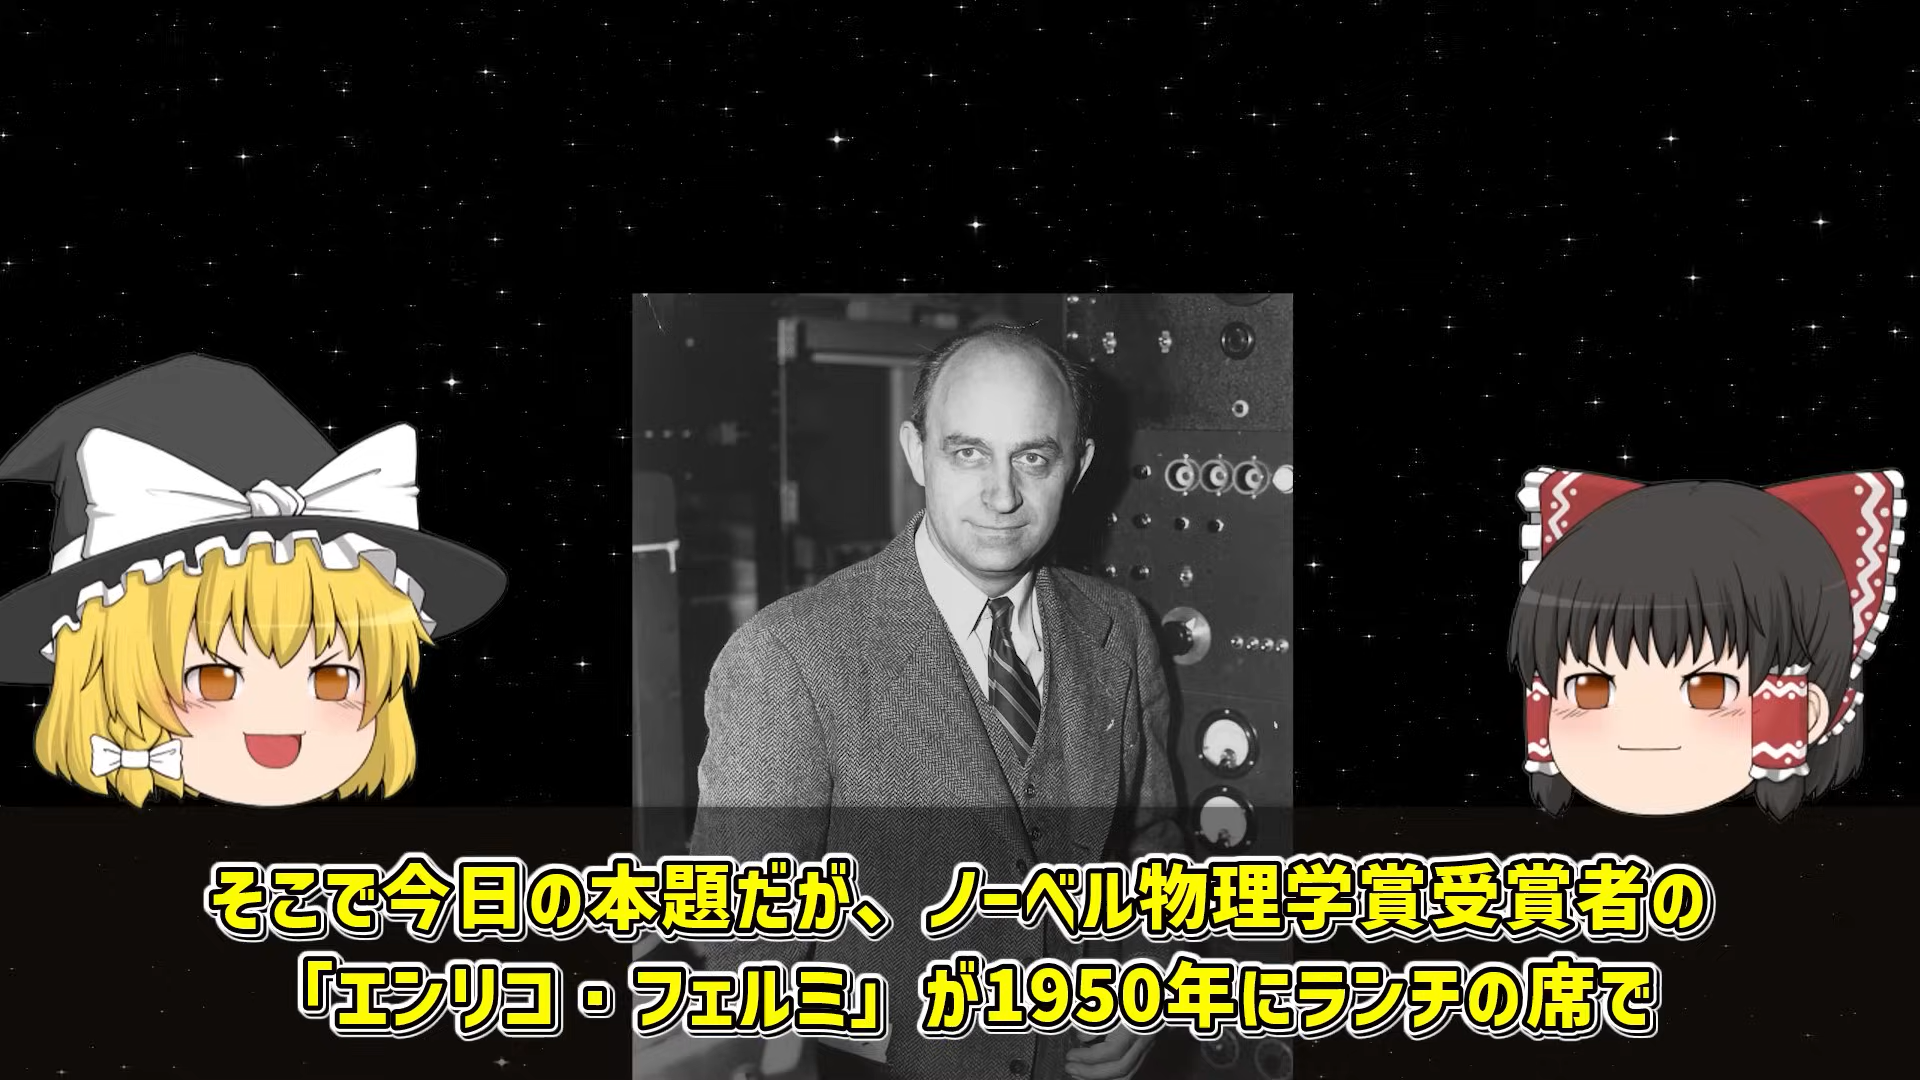 そこで今日の本題だが、ノーベル物理学賞受賞者の
「エンリコ・フェルミ」が1950年にランチの席で